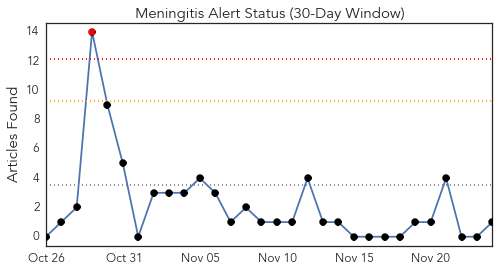 Meningitis Alert Status (30-Day Window)
Articles Found
14
12
10
8
6
4
2
0
Oct 26 Oct 31 Nov 05 Nov 10 Nov 15 Nov 20